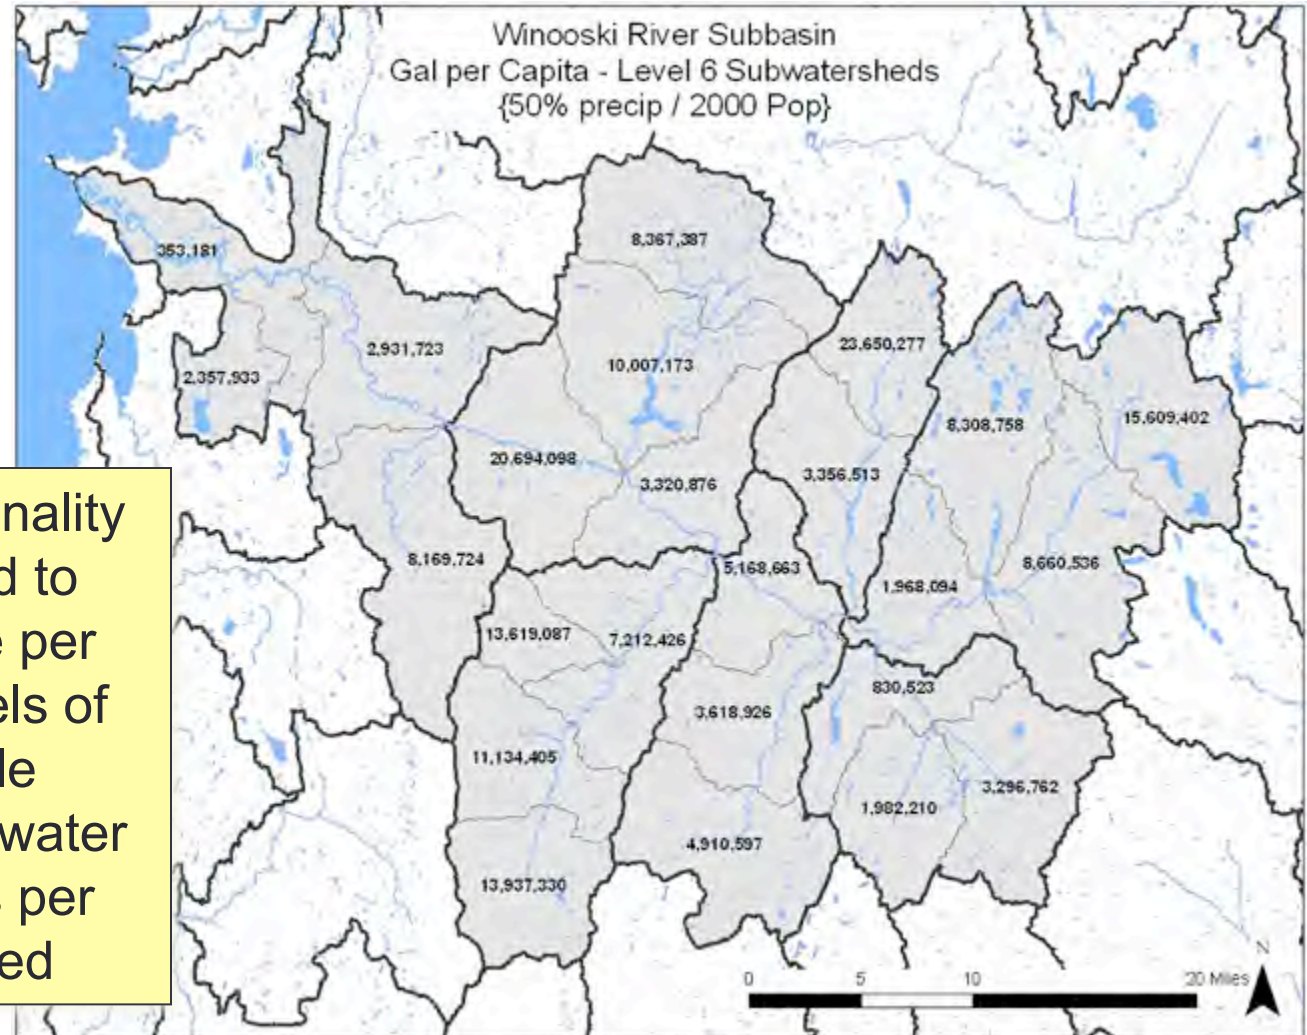 Winooski River Subbasin
Gal per Capita - Level 6 Subwatersheds
{50% precip / 2000 Pop}
353,181
8,367,387
2,931,723
23,650,277
10,007,173
2,357,933
15,609,402
8,308,758
20,694,098
3,320,876
3,356,513
8,169,724
5,168,663
8,660,536
1,968,094
13,619,087
7,212,426
830,523
3,618,926
11,134,405
3,296,762
1,982,210
4,910,597
13,937,330
nality
d to
e per
els of
le
water
s per
ed
N
0 5 10 20 Miles